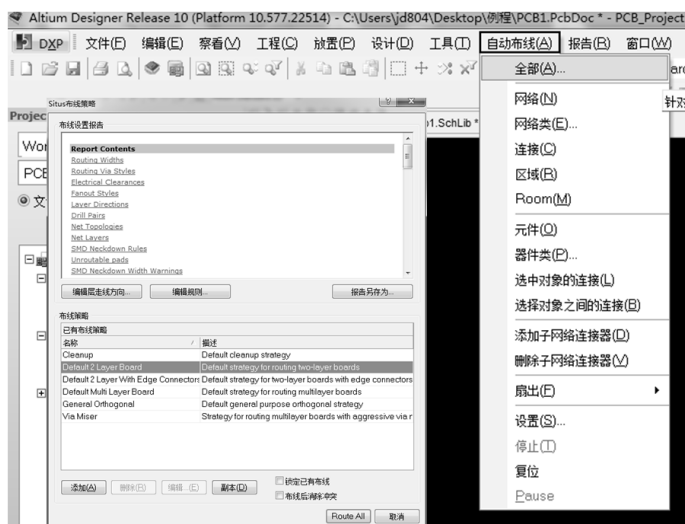 Altium Designer Release 10 (Platform 10.577.22514) - C:\Users\jd804\Desktop\例程\PCB1.PcbDoc * - PCB_Project
DXP 文件(F) 编辑(E) 察看(V) 工程(C) 放置(P) 设计(D) 工具(T) 自动布线(A) 报告(R) 窗口(W)
全部(A)...
网络(N)
针对
网络类(E)...
连接(C)
区域(R)
Room(M)
元件(O)
器件类(P)...
选中对象的连接(L)
选择对象之间的连接(B)
添加子网络连接器(D)
删除子网络连接器(V)
扇出(F)
设置(S)...
停止(T)
复位
Pause
Projec
Wor
PCB
文
1.SchLib *
Situs布线策略
布线设置报告
Report Contents
Routing Widths
Routing Via Styles
Electrical Clearances
Fanout Styles
Layer Directions
Drill Pairs
Net Topologies
Net Layers
SMD Neckdown Rules
Unroutable pads
SMD Neckdown Width Warnings
编辑层走线方向... 编辑规则... 报告另存为...
布线策略
已有布线策略
名称 / 描述
Cleanup Default cleanup strategy
Default 2 Layer Board Default strategy for routing two-layer boards
Default 2 Layer With Edge Connectors Default strategy for two-layer boards with edge connectors
Default Multi Layer Board Default strategy for routing multilayer boards
General Orthogonal Default general purpose orthogonal strategy
Via Miser Strategy for routing multilayer boards with aggressive via r
添加(A) 删除(R) 编辑...(E) 副本(D) 锁定已有布线
布线后消除冲突
Route All 取消